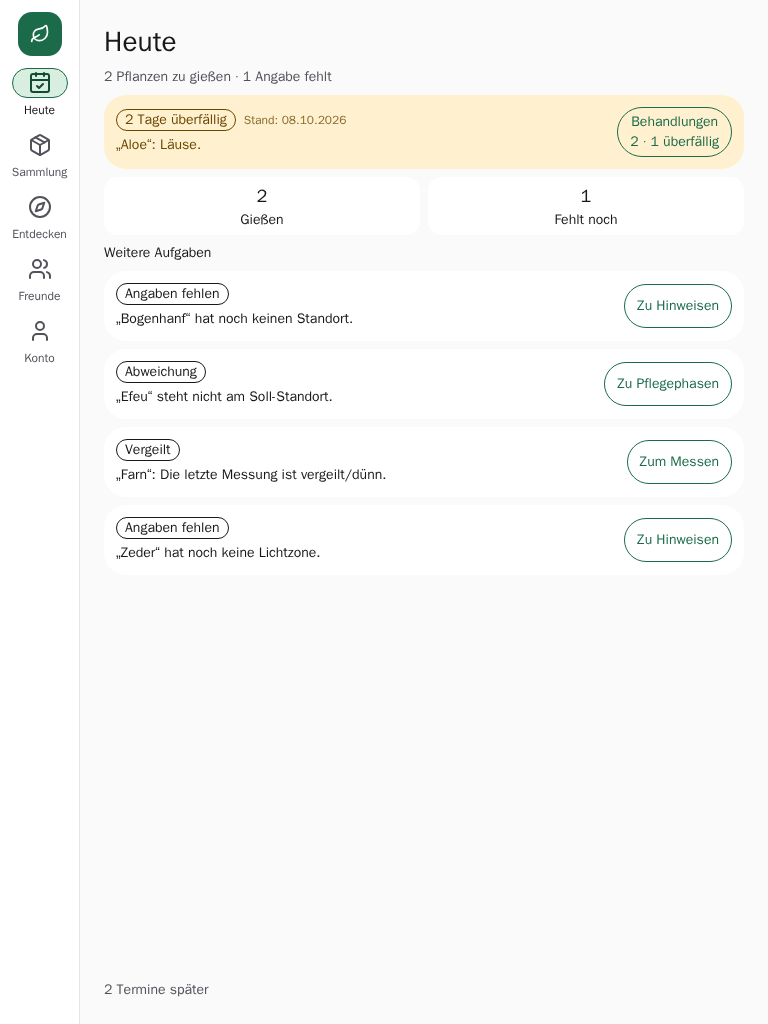 Heute
Sammlung
Entdecken
Freunde
Konto
Heute
2 Pflanzen zu gießen · 1 Angabe fehlt
2 Tage überfällig Stand: 08.10.2026
„Aloe“: Läuse.
Behandlungen
2 · 1 überfällig
2
Gießen
1
Fehlt noch
Weitere Aufgaben
Angaben fehlen
„Bogenhanf“ hat noch keinen Standort.
Zu Hinweisen
Abweichung
„Efeu“ steht nicht am Soll-Standort.
Zu Pflegephasen
Vergeilt
„Farn“: Die letzte Messung ist vergeilt/dünn.
Zum Messen
Angaben fehlen
„Zeder“ hat noch keine Lichtzone.
Zu Hinweisen
2 Termine später